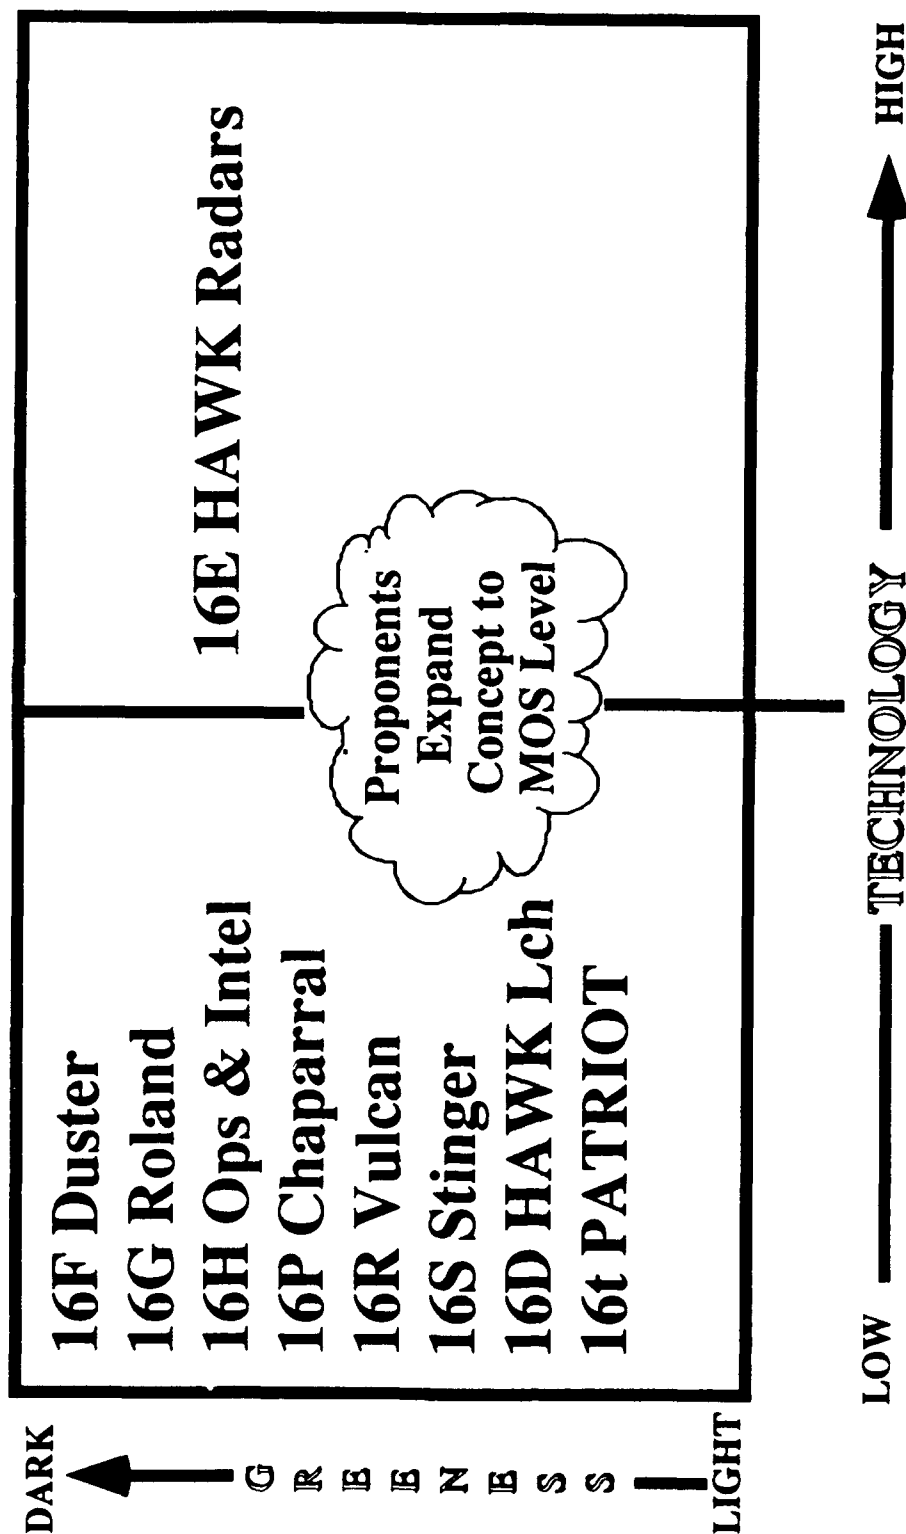 DARK
GREENESS
LIGHT
16F Duster
16G Roland
16H Ops & Intel
16P Chaparral
16R Vulcan
16S Stinger
16D HAWK Lch
16t PATRIOT
16E HAWK Radars
Proponents
Expand
Concept to
MOS Level
LOW
TECHNOLOGY
HIGH